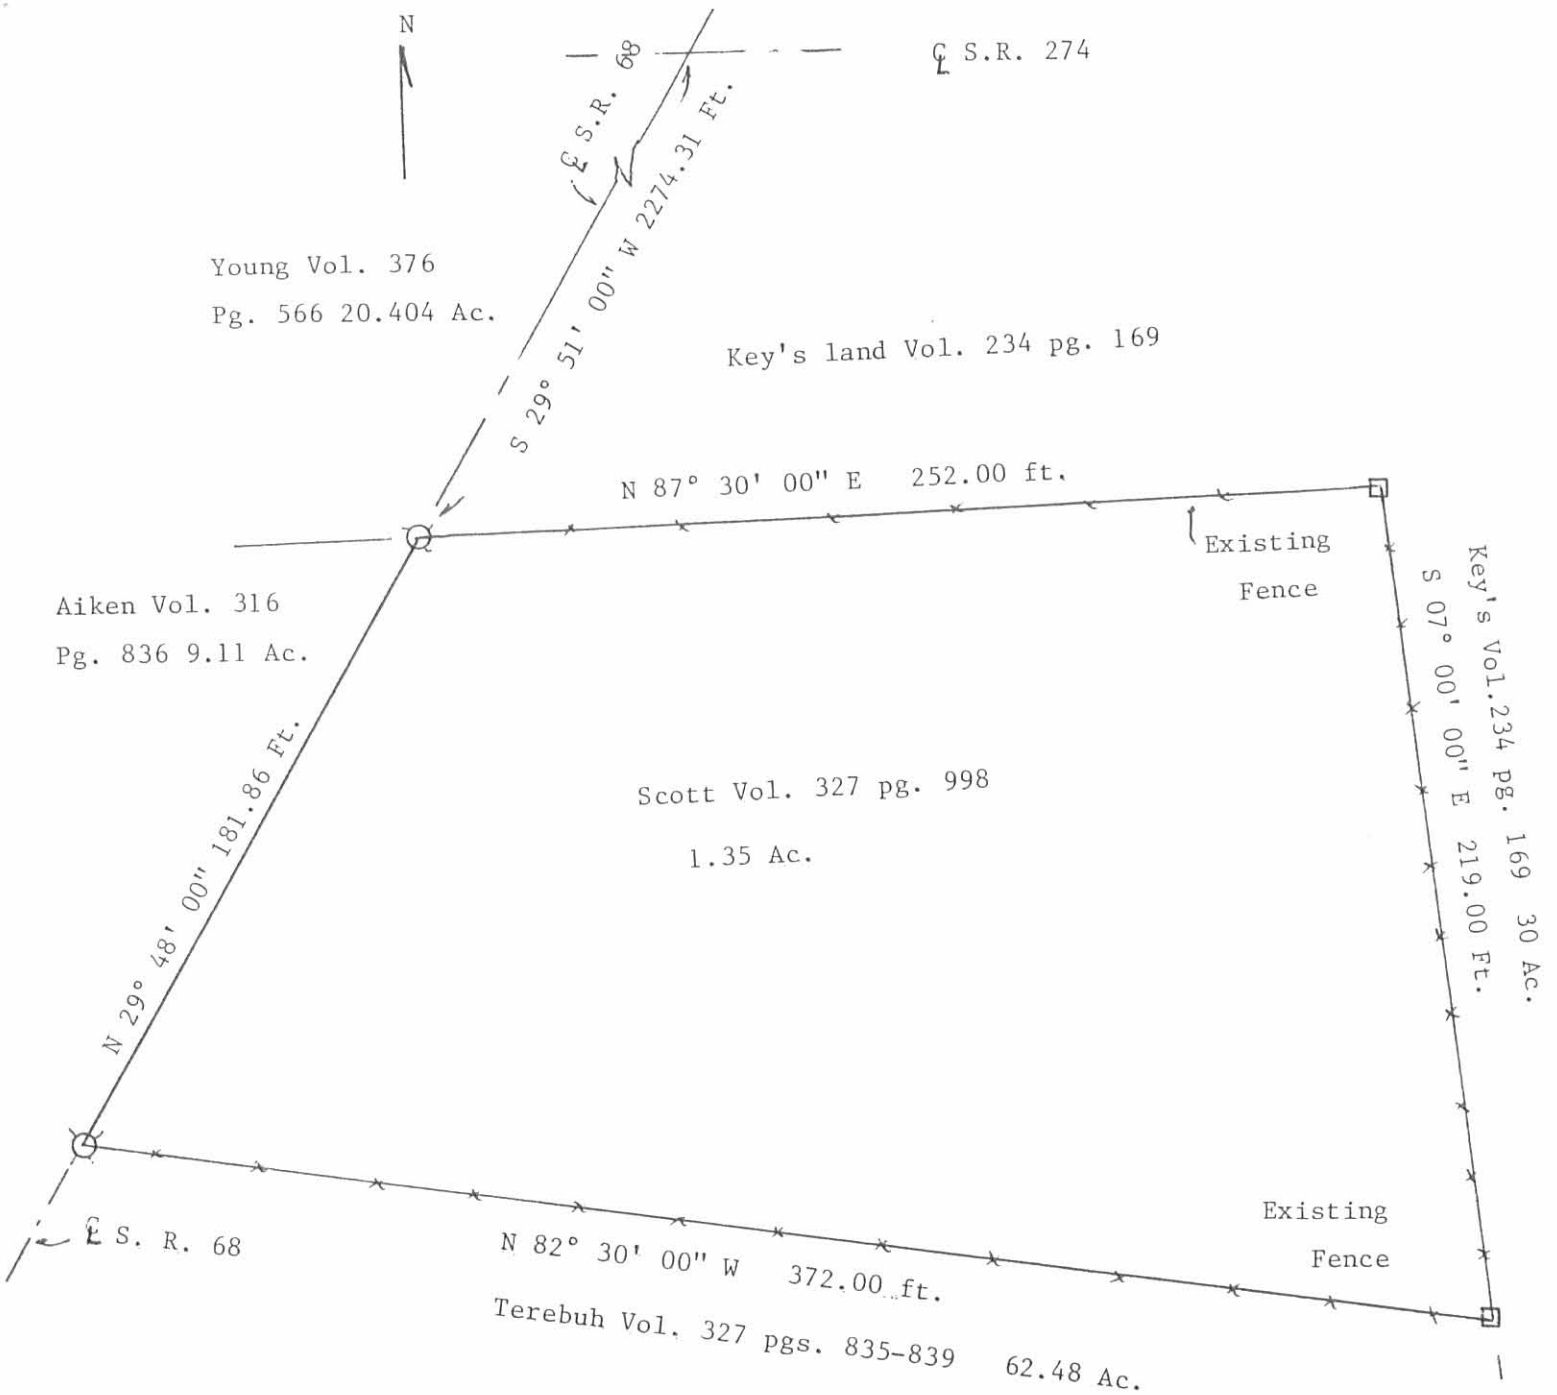 N
℄ S.R. 68
℄ S.R. 274
S 29° 51' 00" W 2274.31 Ft.
Young Vol. 376
Pg. 566 20.404 Ac.
Key's land Vol. 234 pg. 169
N 87° 30' 00" E 252.00 ft.
Existing
Fence
Aiken Vol. 316
Pg. 836 9.11 Ac.
Key's Vol.234 pg. 169 30 Ac.
S 07° 00' 00" E 219.00 Ft.
N 29° 48' 00" 181.86 Ft.
Scott Vol. 327 pg. 998
1.35 Ac.
℄ S. R. 68
Existing
Fence
N 82° 30' 00" W 372.00 ft.
Terebuh Vol. 327 pgs. 835-839 62.48 Ac.